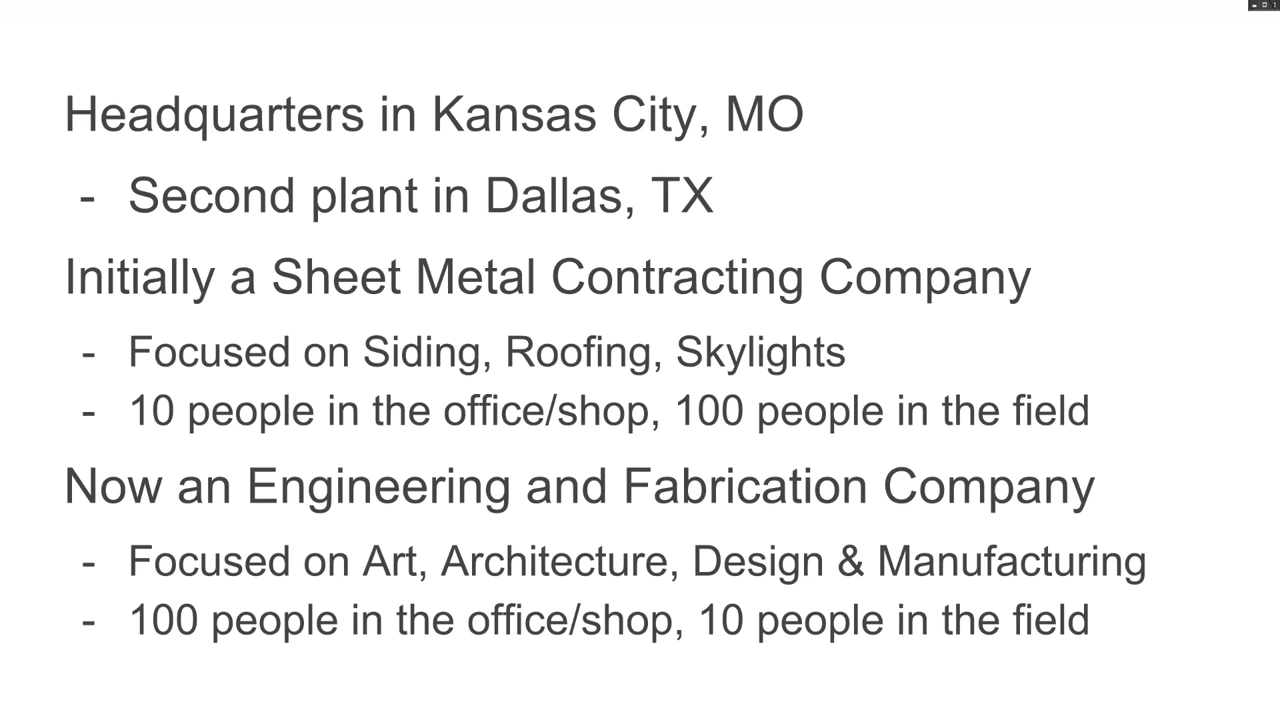 Headquarters in Kansas City, MO
- Second plant in Dallas, TX
Initially a Sheet Metal Contracting Company
- Focused on Siding, Roofing, Skylights
- 10 people in the office/shop, 100 people in the field
Now an Engineering and Fabrication Company
- Focused on Art, Architecture, Design & Manufacturing
- 100 people in the office/shop, 10 people in the field